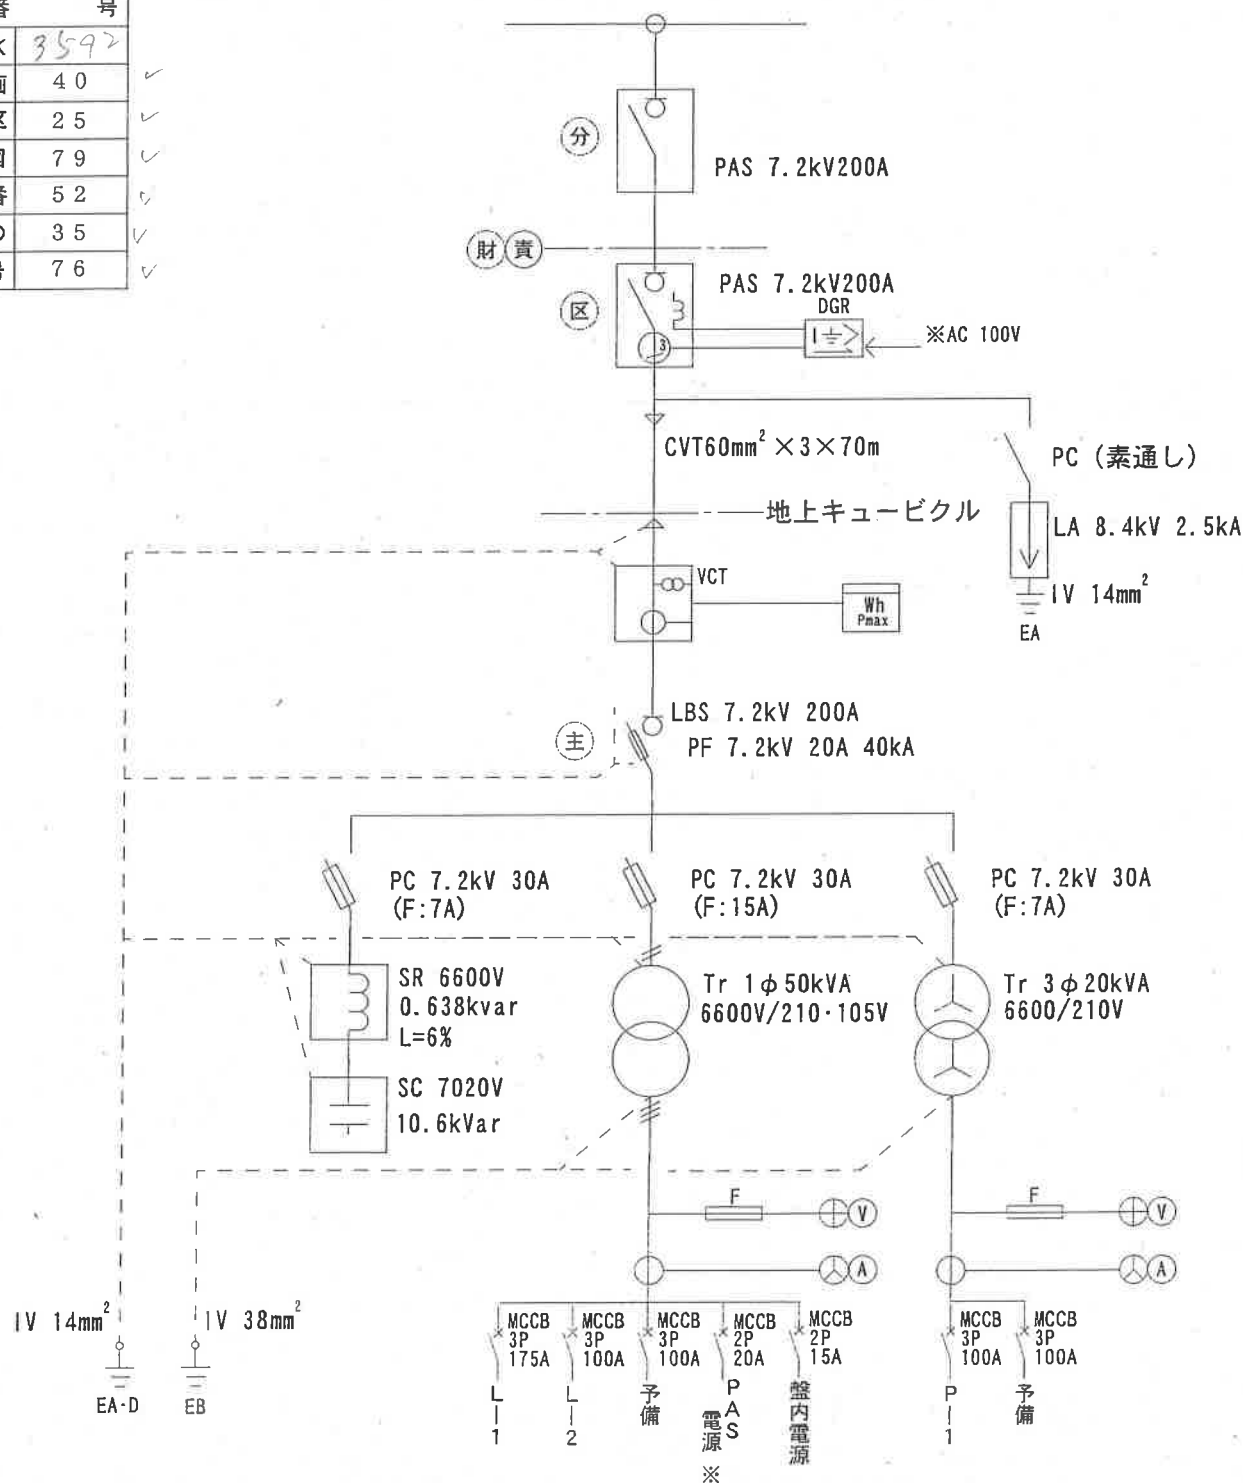 番 号
3592
40
25
79
52
35
76
分
PAS 7.2kV200A
財 責
PAS 7.2kV200A
区
DGR
I
※AC 100V
3
CVT60mm²×3×70m
PC (素通し)
地上キュービクル
LA 8.4kV 2.5kA
VCT
Wh
Pmax
IV 14mm²
EA
主
LBS 7.2kV 200A
PF 7.2kV 20A 40kA
PC 7.2kV 30A
(F:7A)
PC 7.2kV 30A
(F:15A)
PC 7.2kV 30A
(F:7A)
SR 6600V
0.638kvar
L=6%
Tr 1φ50kVA
6600V/210·105V
Tr 3φ20kVA
6600/210V
SC 7020V
10.6kVar
F
V
F
V
A
A
IV 14mm²
IV 38mm²
EA·D
EB
MCCB
3P
175A
MCCB
3P
100A
MCCB
3P
100A
MCCB
2P
20A
MCCB
2P
15A
MCCB
3P
100A
MCCB
3P
100A
L-1
L-2
予備
PAS
電源※
盤内電源
P-1
予備